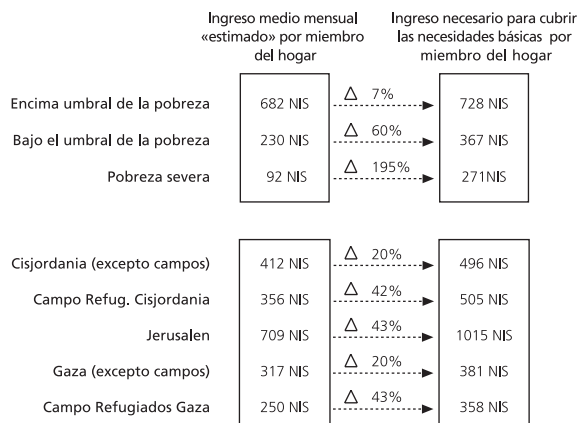 Ingreso medio mensual
«estimado» por miembro
del hogar
Ingreso necesario para cubrir
las necesidades básicas por
miembro del hogar
Encima umbral de la pobreza 682 NIS Δ 7% 728 NIS
Bajo el umbral de la pobreza 230 NIS Δ 60% 367 NIS
Pobreza severa 92 NIS Δ 195% 271NIS
Cisjordania (excepto campos) 412 NIS Δ 20% 496 NIS
Campo Refug. Cisjordania 356 NIS Δ 42% 505 NIS
Jerusalen 709 NIS Δ 43% 1015 NIS
Gaza (excepto campos) 317 NIS Δ 20% 381 NIS
Campo Refugiados Gaza 250 NIS Δ 43% 358 NIS